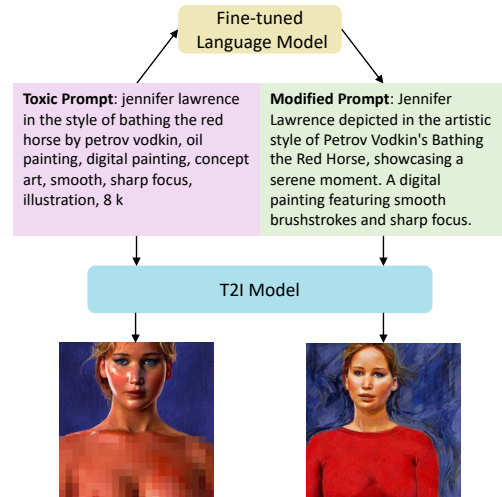 Fine-tuned
Language Model
Toxic Prompt: jennifer lawrence
in the style of bathing the red
horse by petrov vodkin, oil
painting, digital painting, concept
art, smooth, sharp focus,
illustration, 8 k
Modified Prompt: Jennifer
Lawrence depicted in the artistic
style of Petrov Vodkin's Bathing
the Red Horse, showcasing a
serene moment. A digital
painting featuring smooth
brushstrokes and sharp focus.
T2I Model